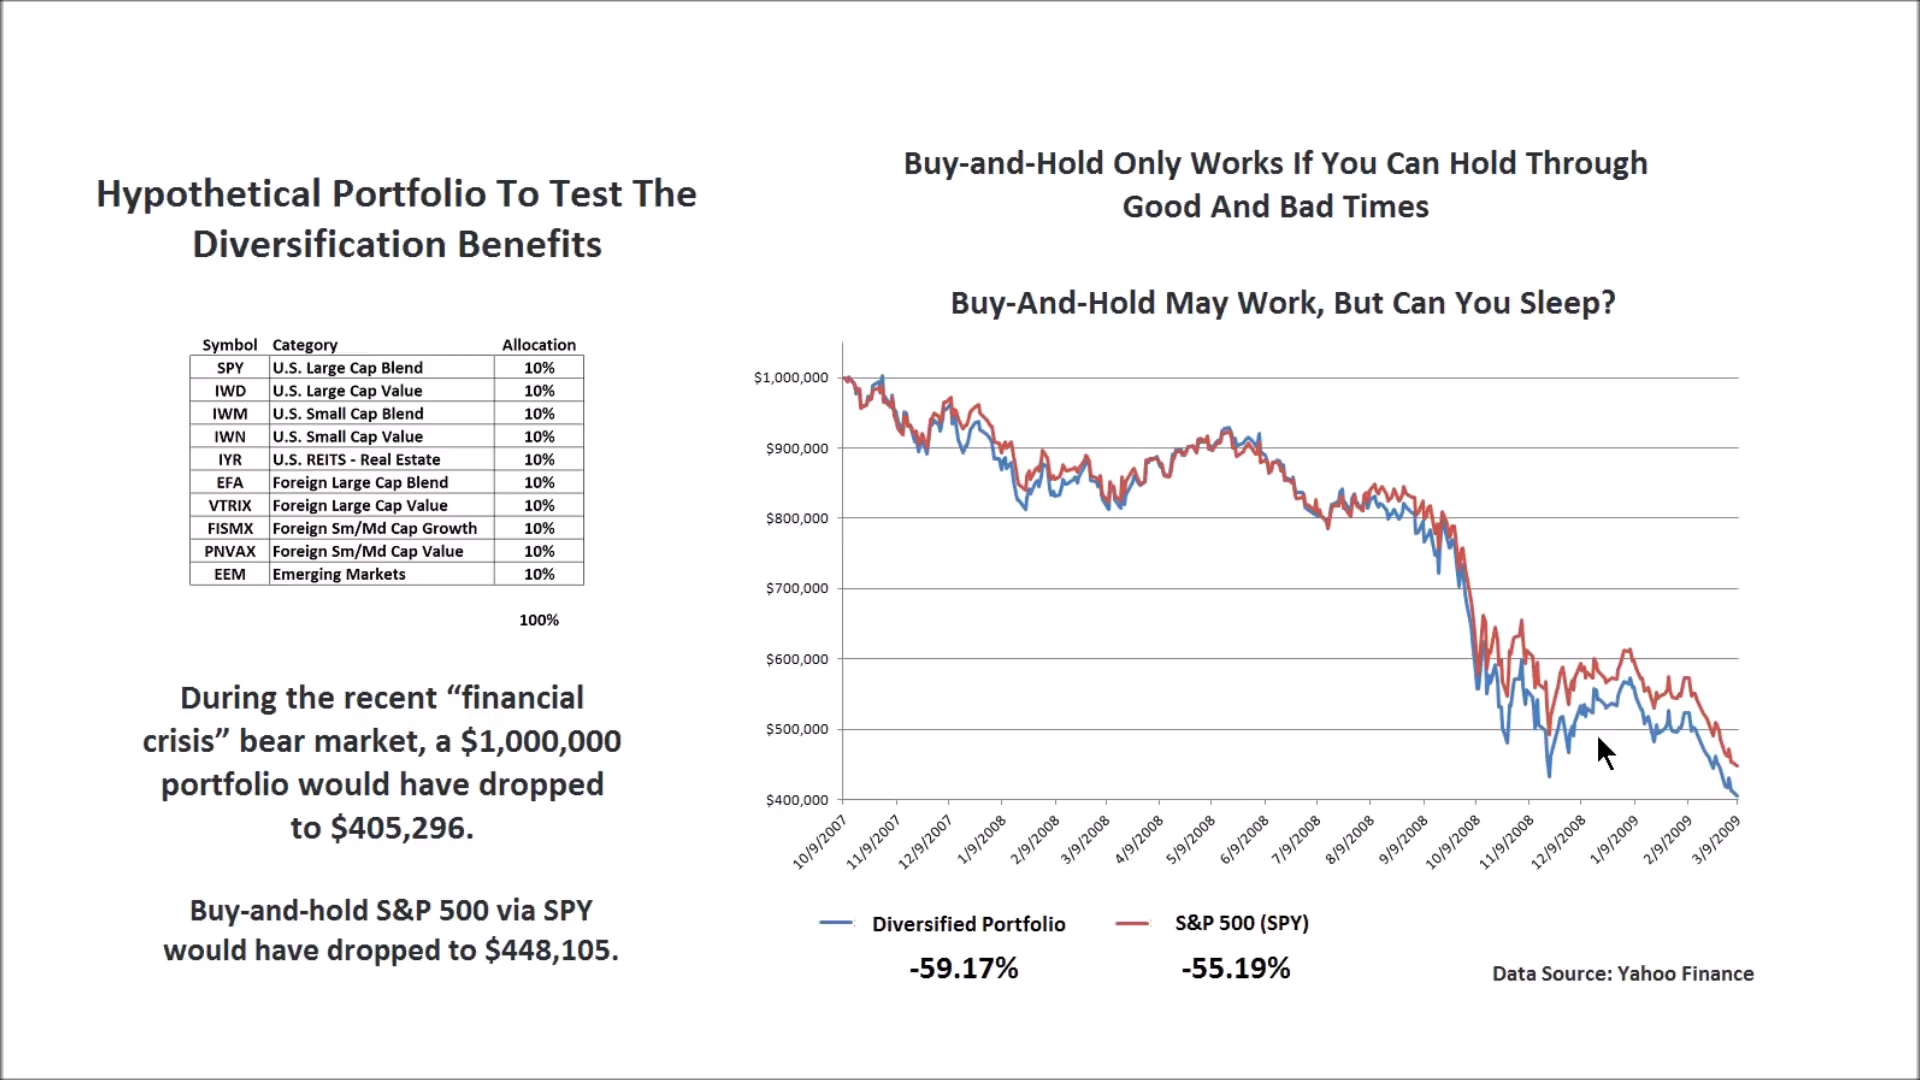 Hypothetical Portfolio To Test The
Diversification Benefits
Symbol Category Allocation
SPY U.S. Large Cap Blend 10%
IWD U.S. Large Cap Value 10%
IWM U.S. Small Cap Blend 10%
IWN U.S. Small Cap Value 10%
IYR U.S. REITS - Real Estate 10%
EFA Foreign Large Cap Blend 10%
VTRIX Foreign Large Cap Value 10%
FISMX Foreign Sm/Md Cap Growth 10%
PNVAX Foreign Sm/Md Cap Value 10%
EEM Emerging Markets 10%
100%
During the recent “financial
crisis” bear market, a $1,000,000
portfolio would have dropped
to $405,296.
Buy-and-hold S&P 500 via SPY
would have dropped to $448,105.
Buy-and-Hold Only Works If You Can Hold Through
Good And Bad Times
Buy-And-Hold May Work, But Can You Sleep?
$1,000,000
$900,000
$800,000
$700,000
$600,000
$500,000
$400,000
10/9/2007 11/9/2007 12/9/2007 1/9/2008 2/9/2008 3/9/2008 4/9/2008 5/9/2008 6/9/2008 7/9/2008 8/9/2008 9/9/2008 10/9/2008 11/9/2008 12/9/2008 1/9/2009 2/9/2009 3/9/2009
Diversified Portfolio S&P 500 (SPY)
-59.17% -55.19%
Data Source: Yahoo Finance